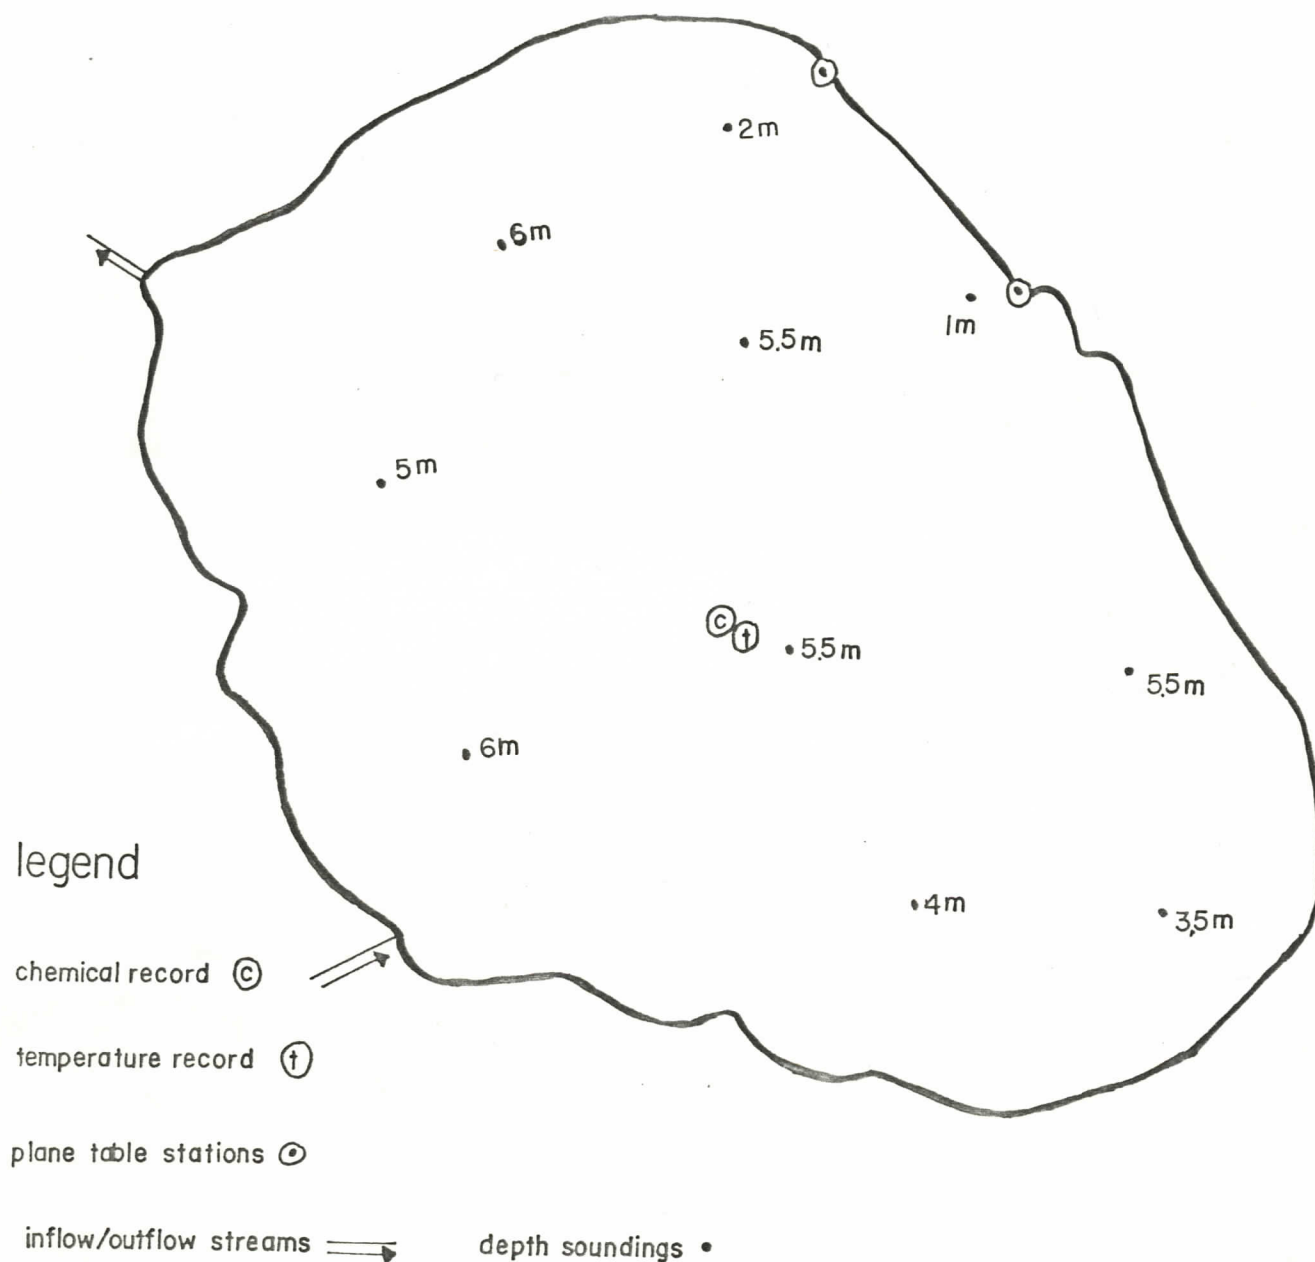 2m
6m
5.5m
1m
5m
c
t
5.5m
5.5m
6m
4m
3.5m
legend
chemical record c
temperature record t
plane table stations
inflow/outflow streams
depth soundings